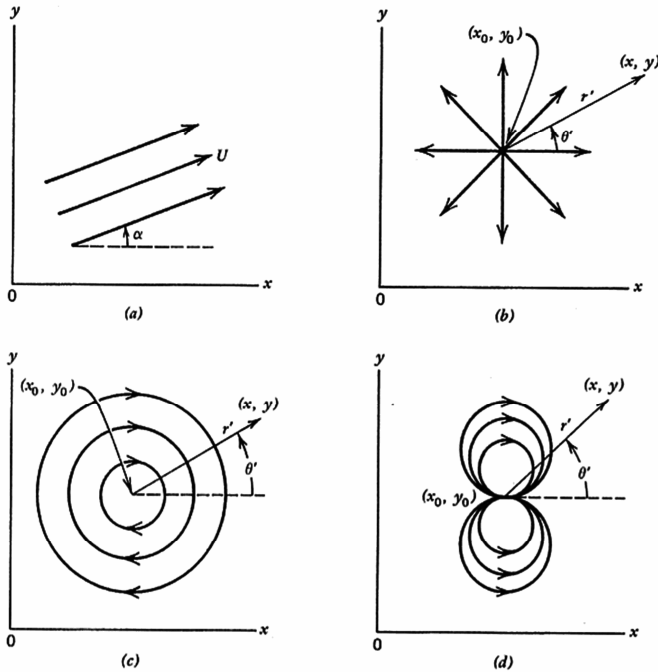 y
U
α
0
x
(a)
y
(x₀, y₀)
(x, y)
r'
θ'
0
x
(b)
y
(x₀, y₀)
(x, y)
r'
θ'
0
x
(c)
y
(x, y)
r'
θ'
(x₀, y₀)
0
x
(d)